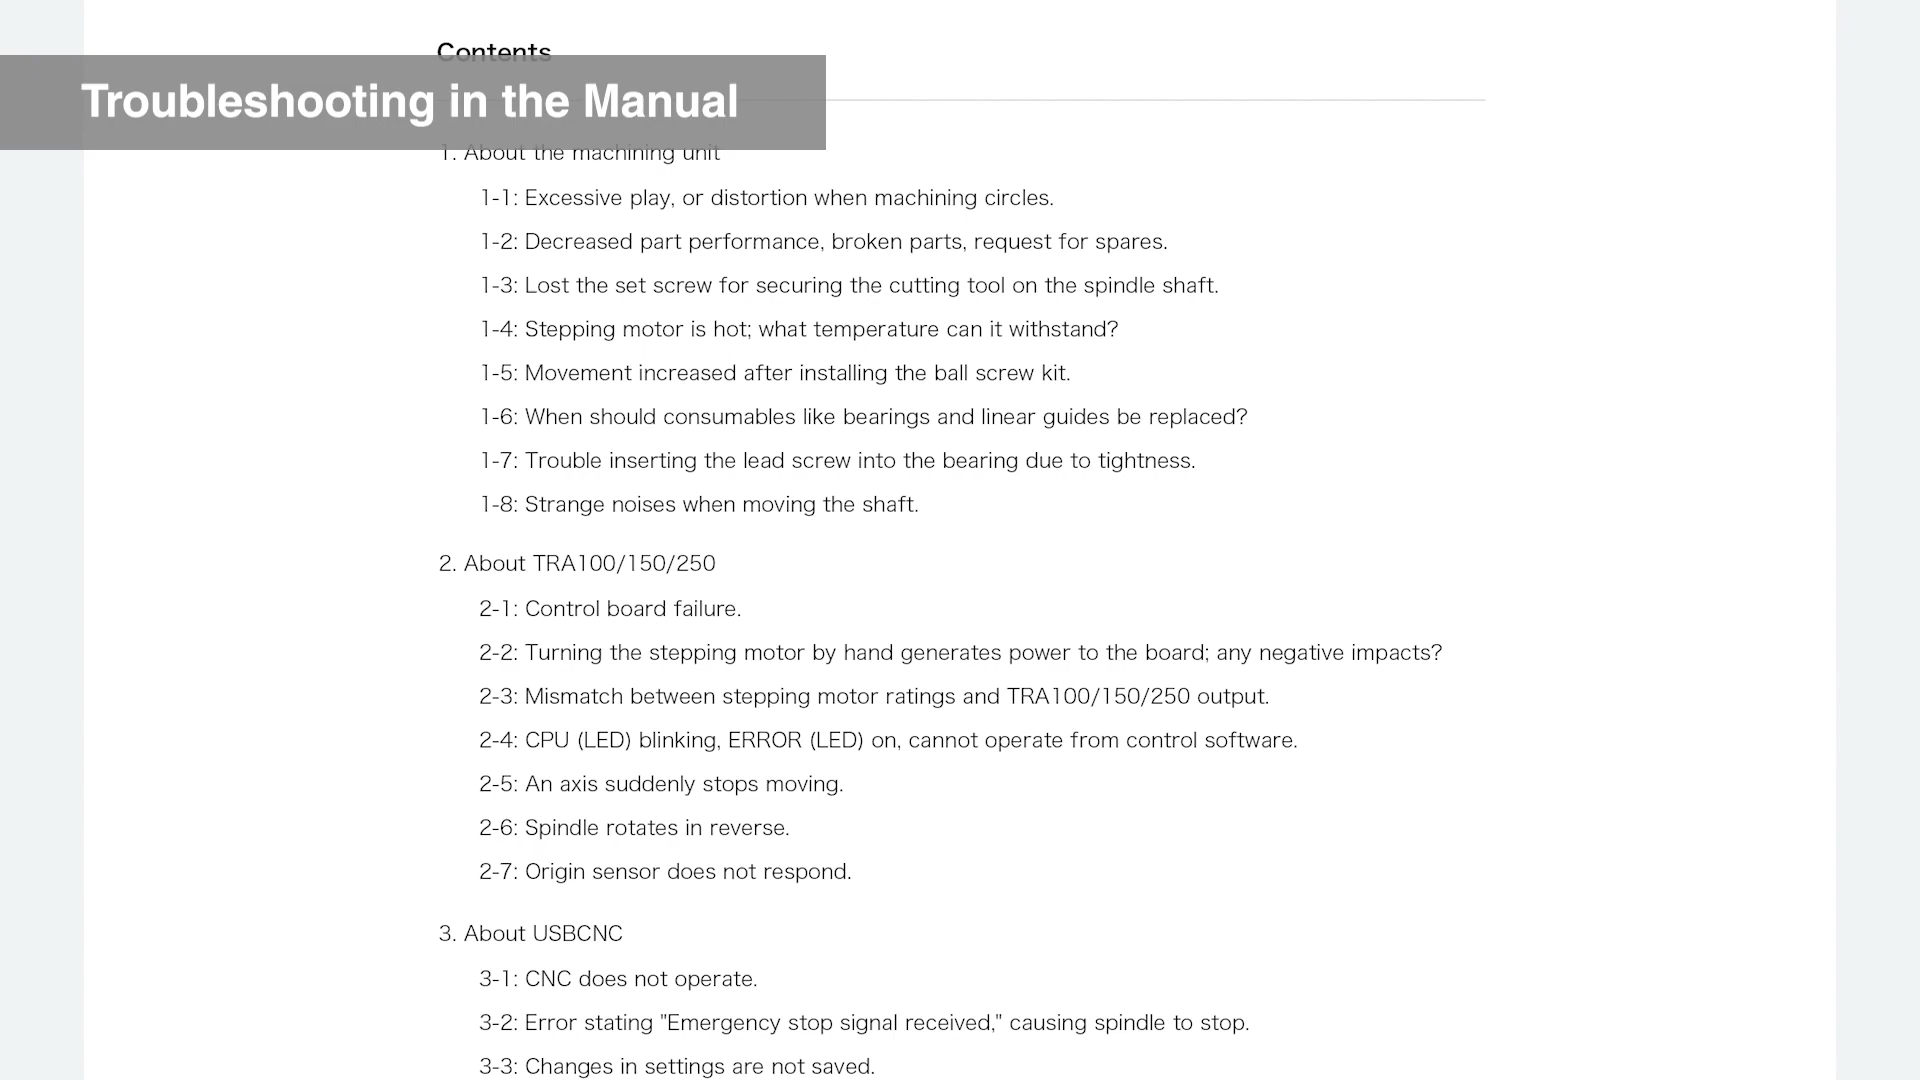 Contents
Troubleshooting in the Manual
1. About the machining unit
1-1: Excessive play, or distortion when machining circles.
1-2: Decreased part performance, broken parts, request for spares.
1-3: Lost the set screw for securing the cutting tool on the spindle shaft.
1-4: Stepping motor is hot; what temperature can it withstand?
1-5: Movement increased after installing the ball screw kit.
1-6: When should consumables like bearings and linear guides be replaced?
1-7: Trouble inserting the lead screw into the bearing due to tightness.
1-8: Strange noises when moving the shaft.
2. About TRA100/150/250
2-1: Control board failure.
2-2: Turning the stepping motor by hand generates power to the board; any negative impacts?
2-3: Mismatch between stepping motor ratings and TRA100/150/250 output.
2-4: CPU (LED) blinking, ERROR (LED) on, cannot operate from control software.
2-5: An axis suddenly stops moving.
2-6: Spindle rotates in reverse.
2-7: Origin sensor does not respond.
3. About USBCNC
3-1: CNC does not operate.
3-2: Error stating "Emergency stop signal received," causing spindle to stop.
3-3: Changes in settings are not saved.